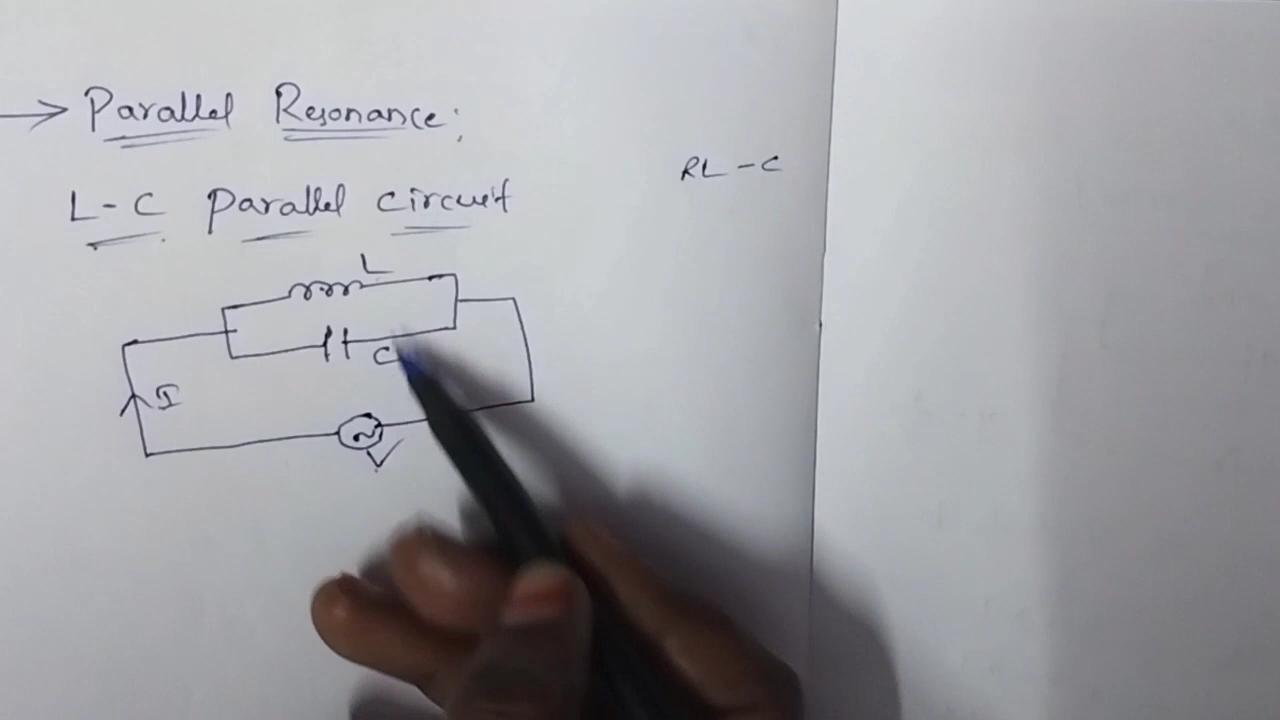 → Parallel Resonance:
RL - C
L - C Parallel circuit
L
C
I
V